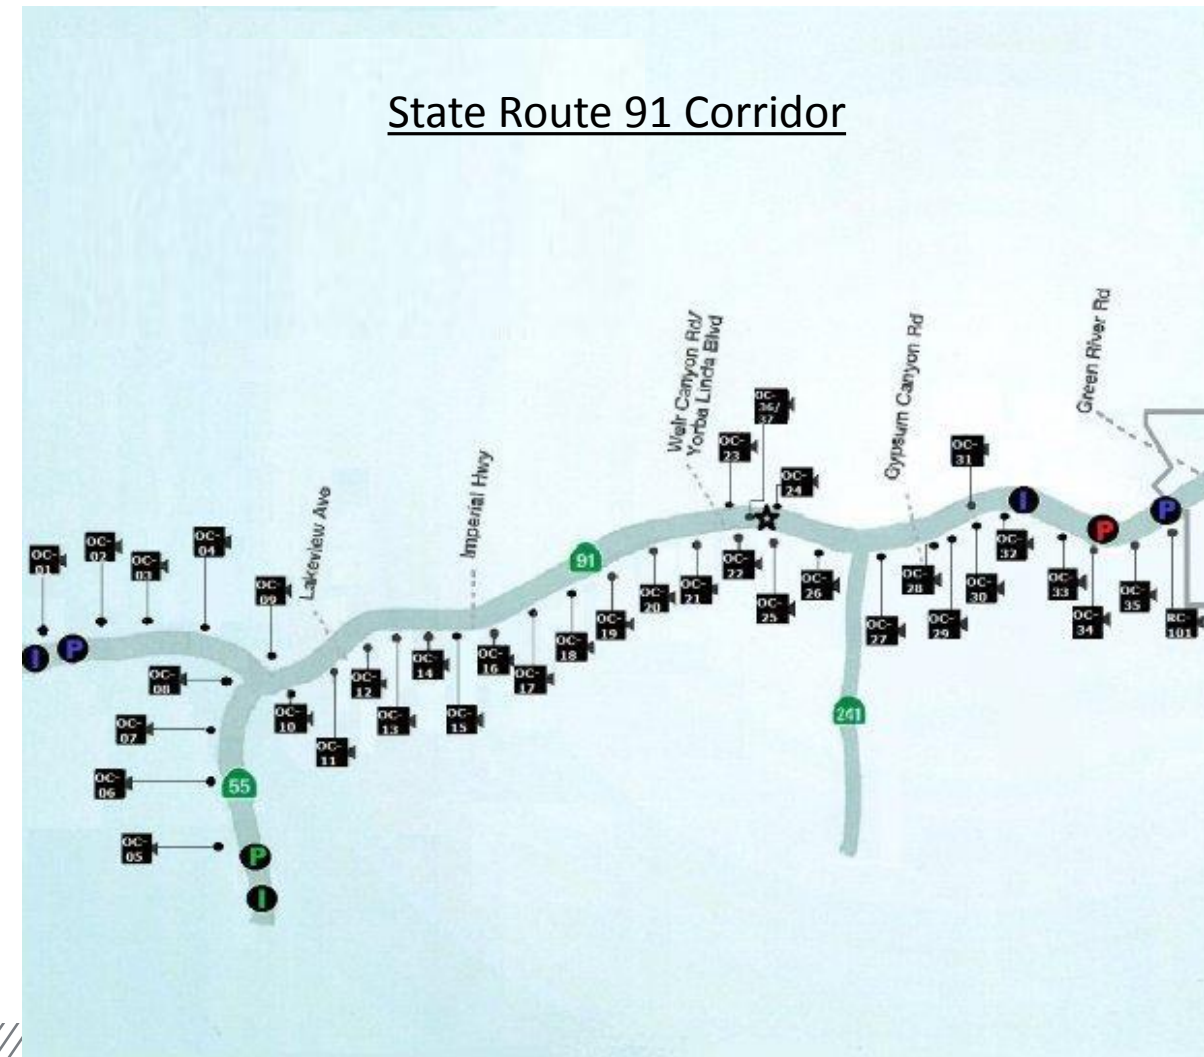 State Route 91 Corridor
Green River Rd
Weir Canyon Rd/
Yorba Linda Blvd
Gypsum Canyon Rd
OC-
36/
37
OC-
23
OC-
31
Imperial Hwy
OC-
24
Lakeview Ave
I
P
P
OC-
01
OC-
02
OC-
03
OC-
04
91
OC-
22
OC-
32
OC-
09
OC-
20
OC-
21
OC-
26
OC-
28
OC-
30
OC-
33
OC-
35
OC-
19
OC-
25
OC-
27
OC-
29
OC-
34
RC-
101
I
P
OC-
14
OC-
16
OC-
18
OC-
08
OC-
12
OC-
17
OC-
07
OC-
10
OC-
13
OC-
15
241
OC-
11
OC-
06
55
OC-
05
P
I